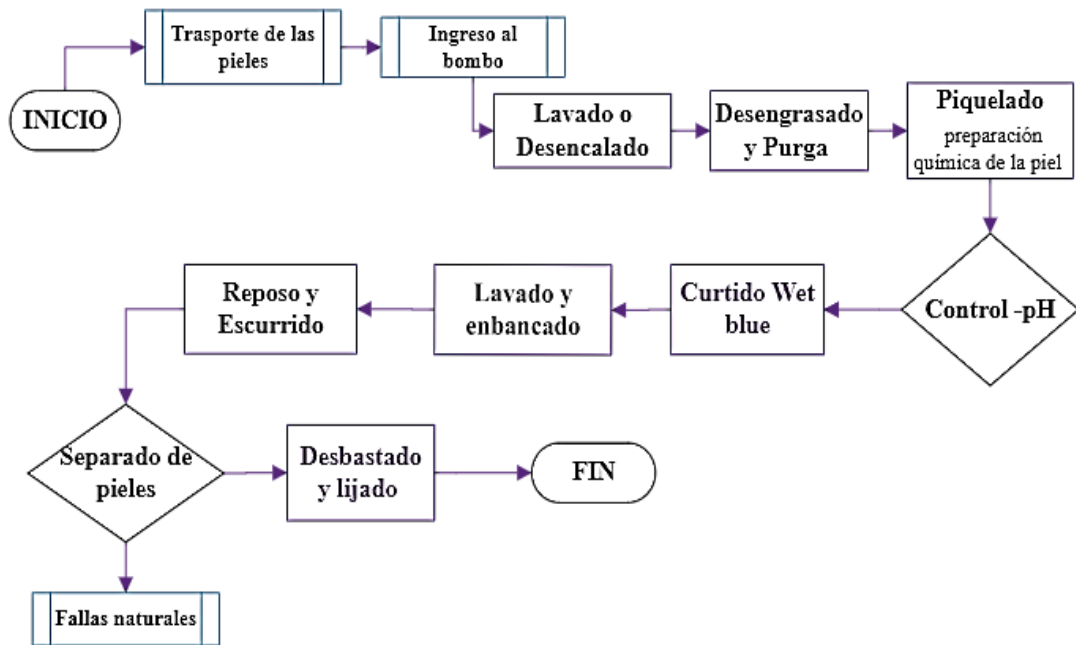 INICIO
Trasporte de las
pieles
Ingreso al
bombo
Lavado o
Desencalado
Desengrasado
y Purga
Piquelado
preparación
química de la piel
Control -pH
Curtido Wet
blue
Lavado y
enbancado
Reposo y
Escurrido
Separado de
pieles
Desbastado
y lijado
FIN
Fallas naturales